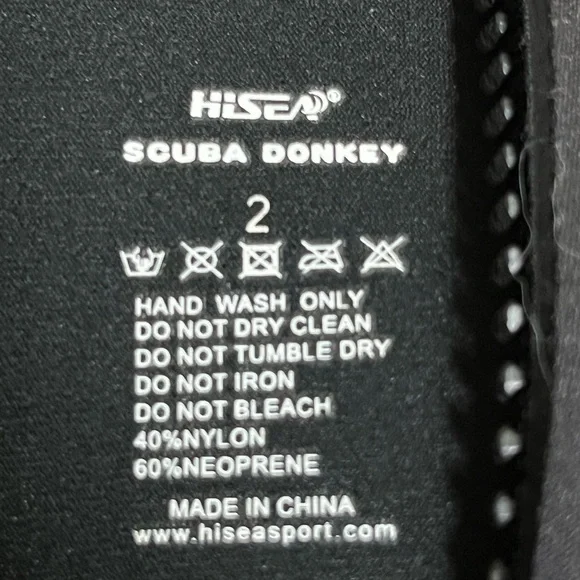 HISEA®
SCUBA DONKEY
2
HAND WASH ONLY
DO NOT DRY CLEAN
DO NOT TUMBLE DRY
DO NOT IRON
DO NOT BLEACH
40%NYLON
60%NEOPRENE
MADE IN CHINA
www.hiseasport.com